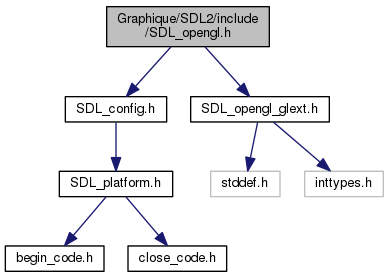 Graphique/SDL2/include
/SDL_opengl.h
SDL_config.h
SDL_opengl_glext.h
SDL_platform.h
stddef.h
inttypes.h
begin_code.h
close_code.h